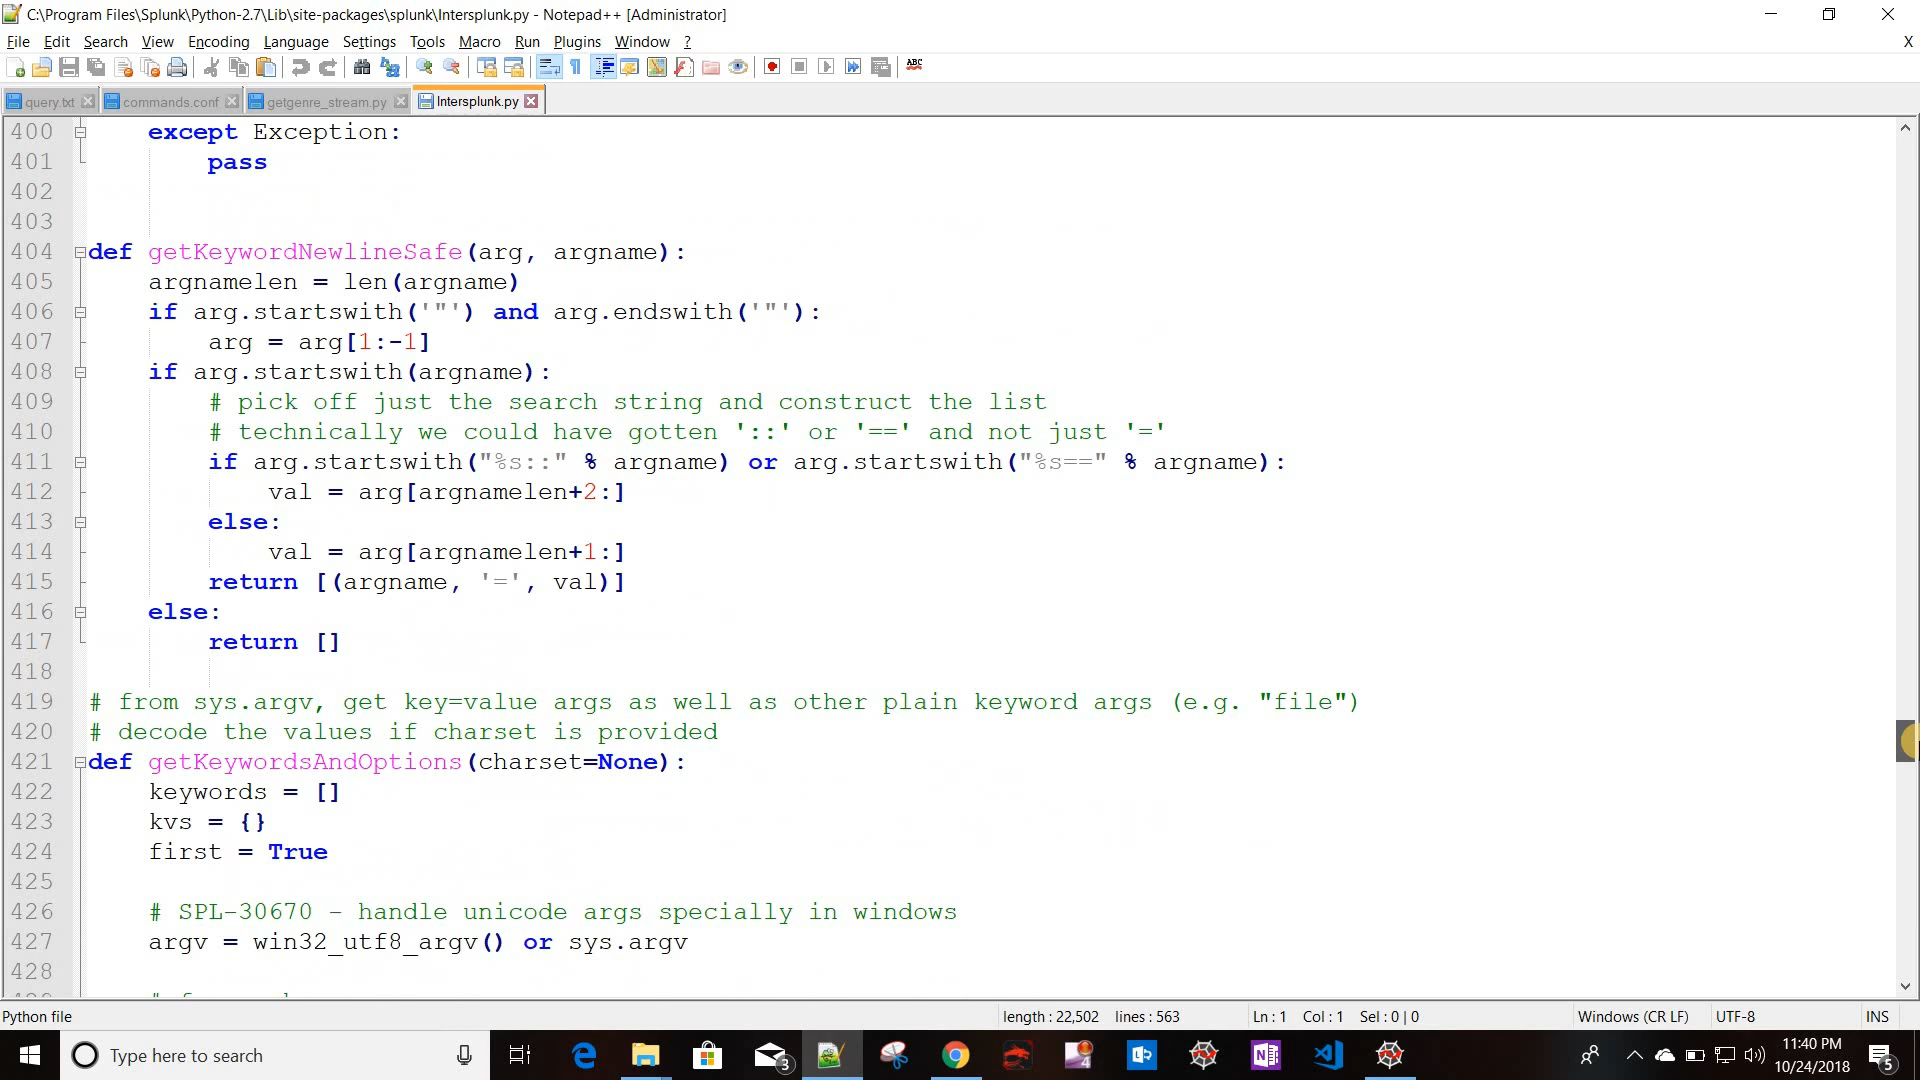 C:\Program Files\Splunk\Python-2.7\Lib\site-packages\splunk\Intersplunk.py - Notepad++ [Administrator]
File Edit Search View Encoding Language Settings Tools Macro Run Plugins Window ? X
ABC
query.txt commands.conf getgenre_stream.py Intersplunk.py
400 except Exception:
401 pass
402
403
404 def getKeywordNewlineSafe(arg, argname):
405 argnamelen = len(argname)
406 if arg.startswith('"') and arg.endswith('"'):
407 arg = arg[1:-1]
408 if arg.startswith(argname):
409 # pick off just the search string and construct the list
410 # technically we could have gotten '::' or '==' and not just '='
411 if arg.startswith("%s::" % argname) or arg.startswith("%s==" % argname):
412 val = arg[argnamelen+2:]
413 else:
414 val = arg[argnamelen+1:]
415 return [(argname, '=', val)]
416 else:
417 return []
418
419 # from sys.argv, get key=value args as well as other plain keyword args (e.g. "file")
420 # decode the values if charset is provided
421 def getKeywordsAndOptions(charset=None):
422 keywords = []
423 kvs = {}
424 first = True
425
426 # SPL-30670 - handle unicode args specially in windows
427 argv = win32_utf8_argv() or sys.argv
428
Python file length : 22,502 lines : 563 Ln : 1 Col : 1 Sel : 0 | 0 Windows (CR LF) UTF-8 INS
Type here to search 3 4 11:40 PM
10/24/2018 5